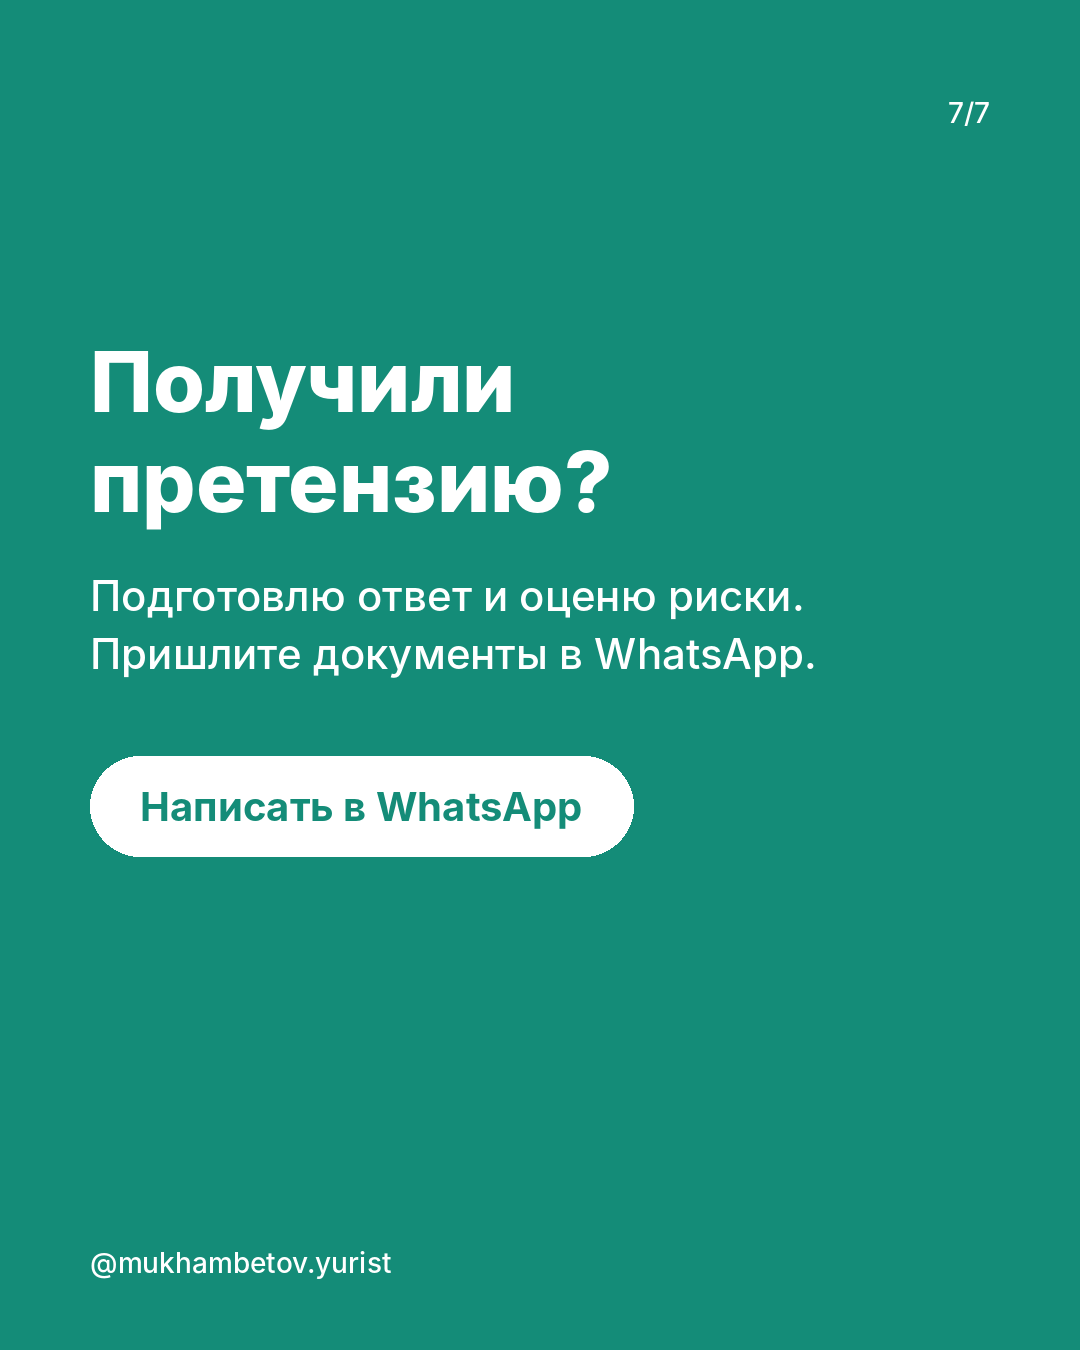 7/7
Получили
претензию?
Подготовлю ответ и оценю риски.
Пришлите документы в WhatsApp.
Написать в WhatsApp
@mukhambetov.yurist